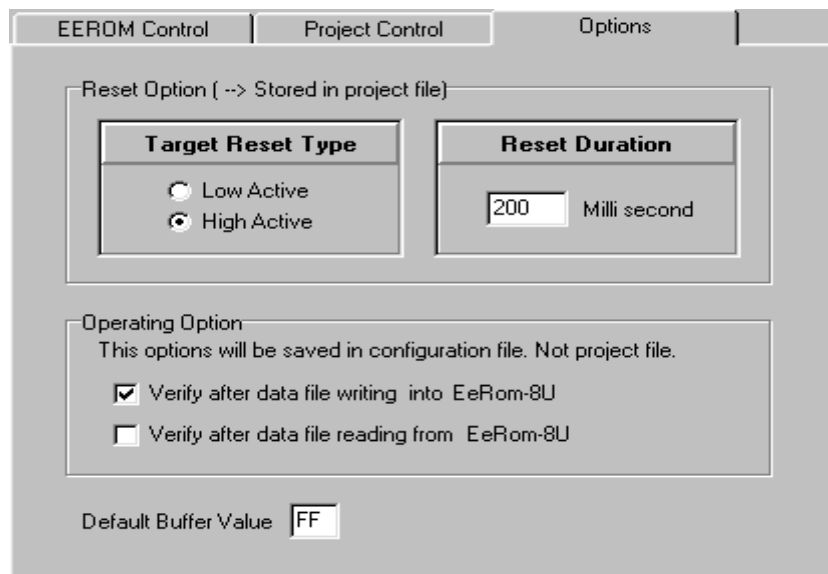 EEROM Control
Project Control
Options
Reset Option ( --> Stored in project file)
Target Reset Type
Reset Duration
Low Active
High Active
200 Milli second
Operating Option
This options will be saved in configuration file. Not project file.
Verify after data file writing into EeRom-8U
Verify after data file reading from EeRom-8U
Default Buffer Value FF